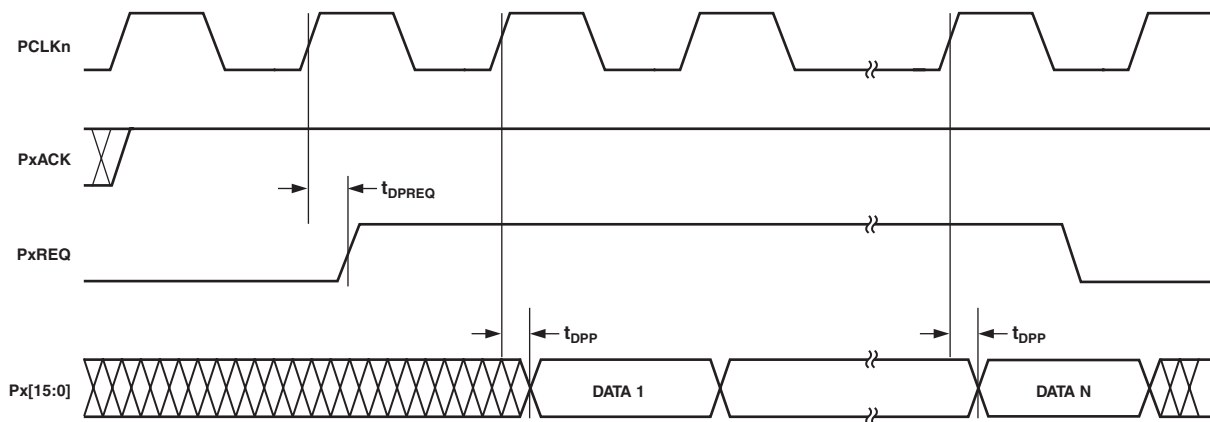 PCLKn
PxACK
tDPREQ
PxREQ
tDPP
tDPP
Px[15:0]
DATA 1
DATA N